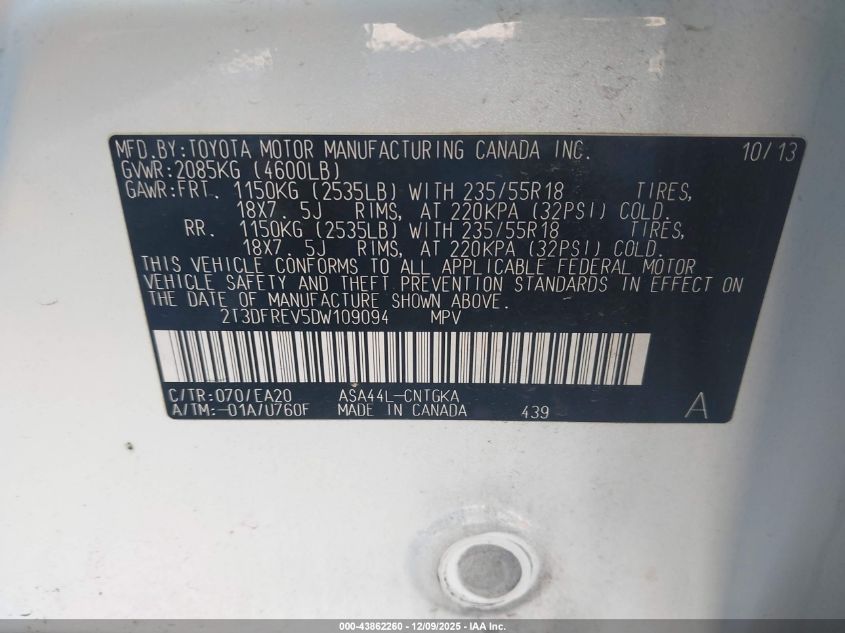 MFD.BY:TOYOTA MOTOR MANUFACTURING CANADA INC. 10/13
GVWR:2085KG (4600LB)
GAWR:FRT. 1150KG (2535LB) WITH 235/55R18 TIRES,
18X7.5J RIMS, AT 220KPA (32PSI) COLD.
RR. 1150KG (2535LB) WITH 235/55R18 TIRES,
18X7.5J RIMS, AT 220KPA (32PSI) COLD.
THIS VEHICLE CONFORMS TO ALL APPLICABLE FEDERAL MOTOR
VEHICLE SAFETY AND THEFT PREVENTION STANDARDS IN EFFECT ON
THE DATE OF MANUFACTURE SHOWN ABOVE.
2T3DFREV5DW109094 MPV
C/TR:070/EA20 ASA44L-CNTGKA
A/TM:-01A/U760F MADE IN CANADA 439 A
000-43862260 - 12/09/2025 - IAA Inc.